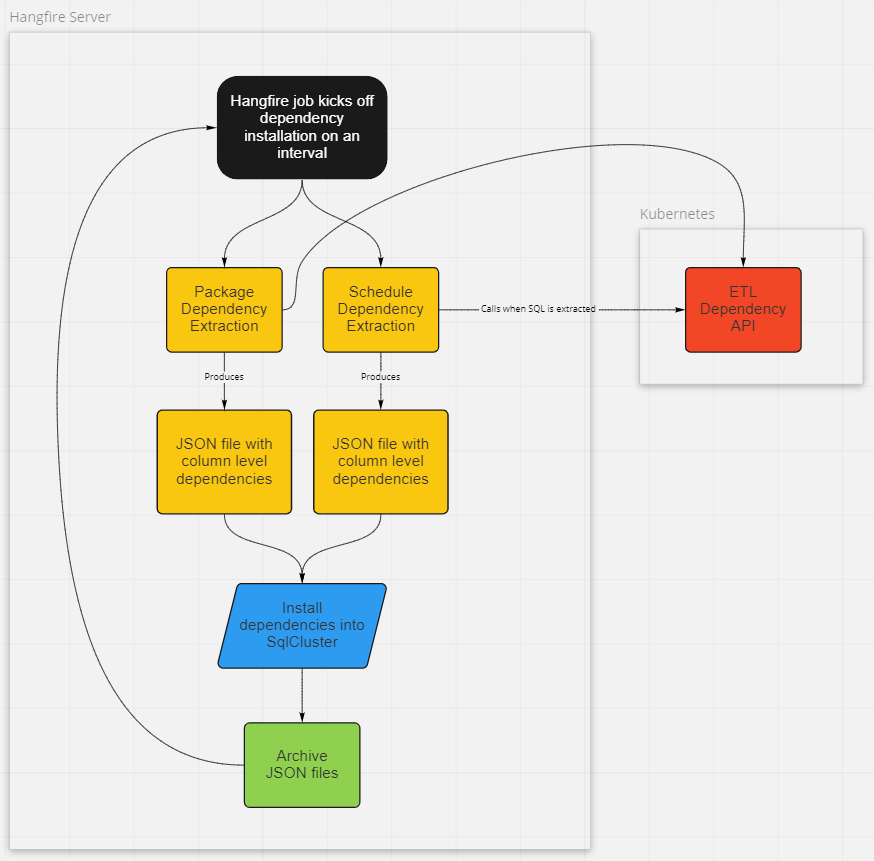 Hangfire Server
Hangfire job kicks off
dependency
installation on an
interval
Kubernetes
Package
Dependency
Extraction
Schedule
Dependency
Extraction
Calls when SQL is extracted
ETL
Dependency
API
Produces
Produces
JSON file with
column level
dependencies
JSON file with
column level
dependencies
Install
dependencies into
SqlCluster
Archive
JSON files